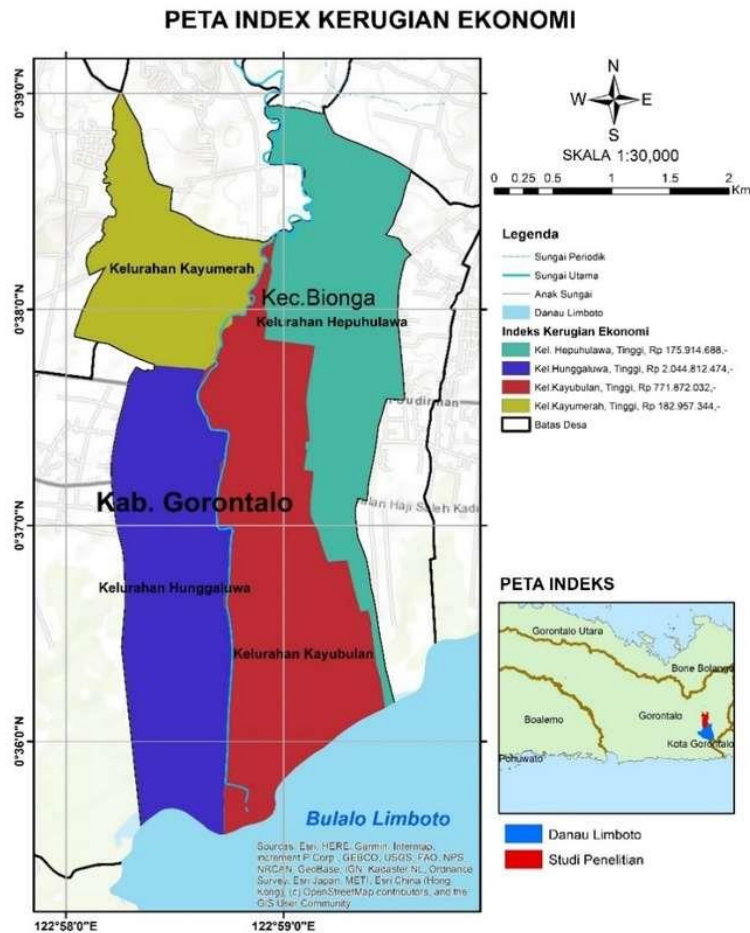 PETA INDEX KERUGIAN EKONOMI
N
W
E
S
SKALA 1:30,000
0 0.25 0.5 1 1.5 2
Km
Legenda
Sungai Periodik
Sungai Utama
Anak Sungai
Danau Limboto
Indeks Kerugian Ekonomi
Kel. Hepuhulawa, Tinggi, Rp 175.914.688,-
Kel.Hunggaluwa, Tinggi, Rp 2.044.812.474,-
Kel.Kayubulan, Tinggi, Rp 771.872.032,-
Kel.Kayumerah, Tinggi, Rp 182.957.344,-
Batas Desa
0°39'0"N
0°38'0"N
0°37'0"N
0°36'0"N
Kelurahan Kayumerah
Kec.Bionga
Kelurahan Hepuhulawa
Kab. Gorontalo
Haji Saleh
Kelurahan Hunggaluwa
Kelurahan Kayubulan
Bulalo Limboto
Sources: Esri, HERE, Garmin, Intermap,
increment P Corp., GEBCO, USGS, FAO, NPS,
NRCAN, GeoBase, IGN, Kadaster NL, Ordnance
Survey, Esri Japan, METI, Esri China (Hong
Kong), (c) OpenStreetMap contributors, and the
GIS User Community
122°58'0"E
122°59'0"E
PETA INDEKS
Gorontalo Utara
Bone Bolango
Boalemo
Gorontalo
Kota Gorontalo
Pohuwato
Danau Limboto
Studi Penelitian